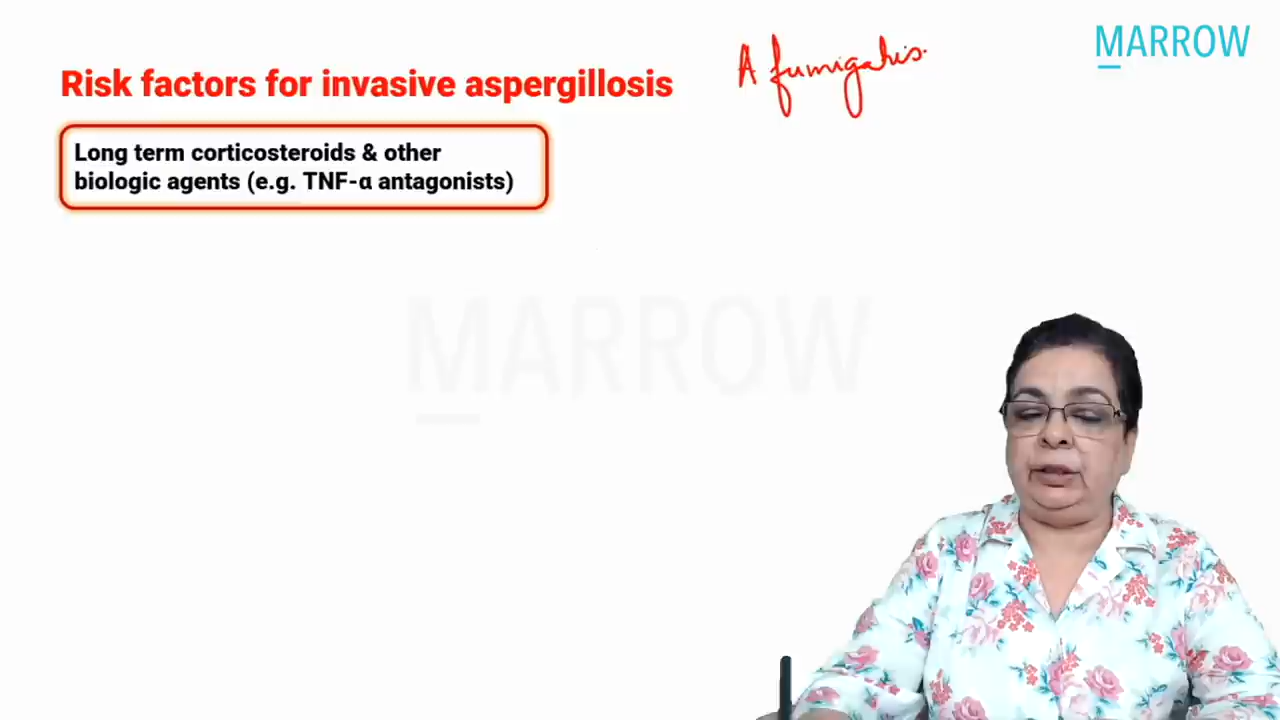 A fumigatus
MARROW
Risk factors for invasive aspergillosis
Long term corticosteroids & other
biologic agents (e.g. TNF-α antagonists)
MARROW